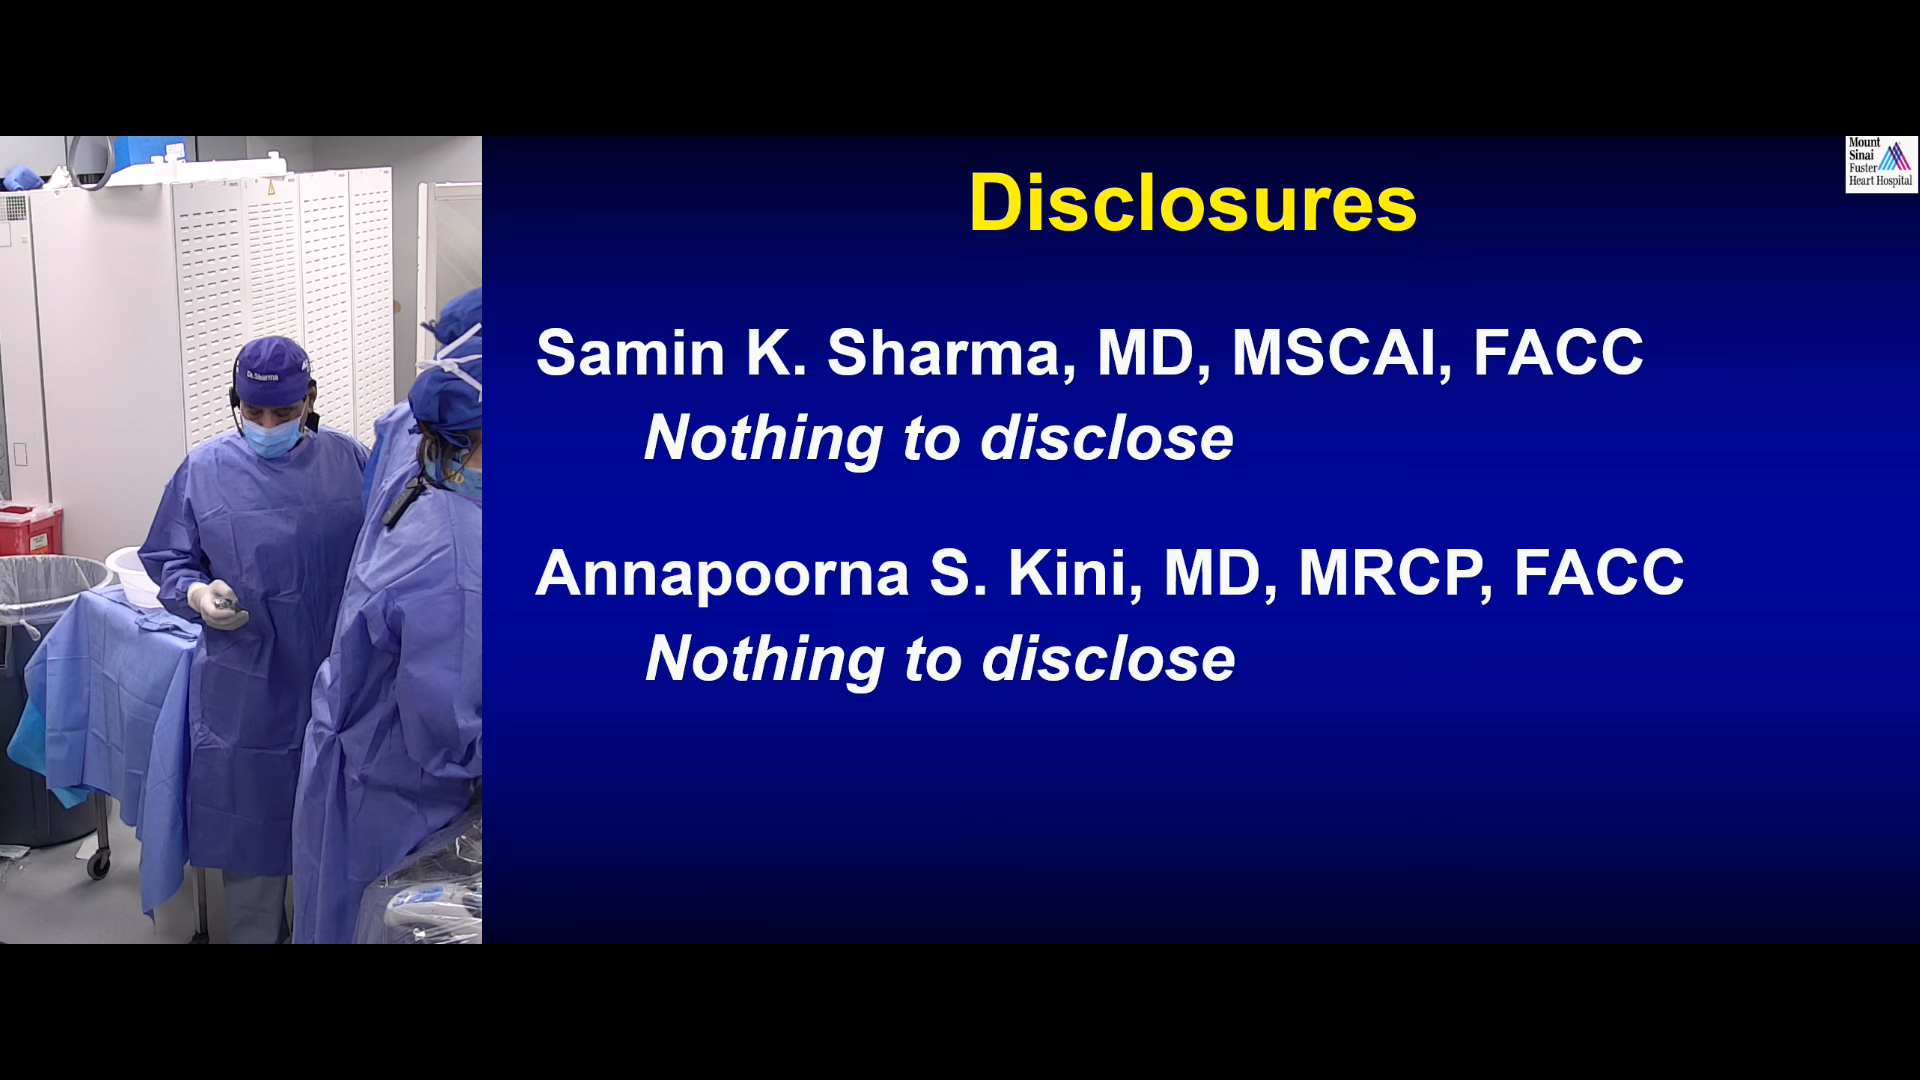 Disclosures
Mount
Sinai
Fuster
Heart Hospital
Samin K. Sharma, MD, MSCAI, FACC
Nothing to disclose
Annapoorna S. Kini, MD, MRCP, FACC
Nothing to disclose
Dr.Sharma